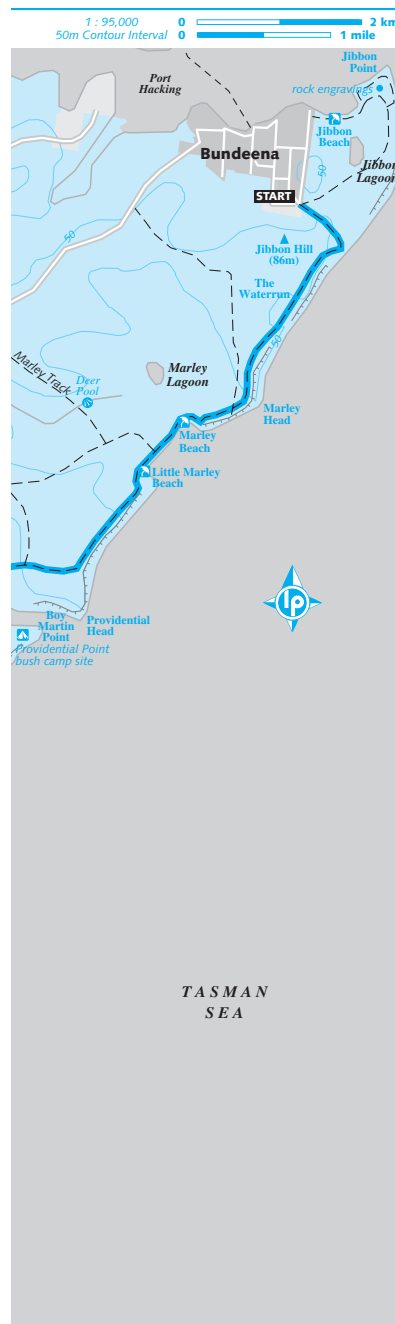 1 : 95,000
0 2 km
50m Contour Interval
0 1 mile
Jibbon
Point
Port
Hacking
rock engravings
Jibbon
Beach
Bundeena
Jibbon
Lagoon
50
START
50
Jibbon Hill
(86m)
The
Waterrun
50
Marley
Lagoon
Marley Track
Deer
Pool
Marley
Head
Marley
Beach
Little Marley
Beach
lp
Boy
Martin
Point
Providential
Head
Providential Point
bush camp site
TASMAN
SEA